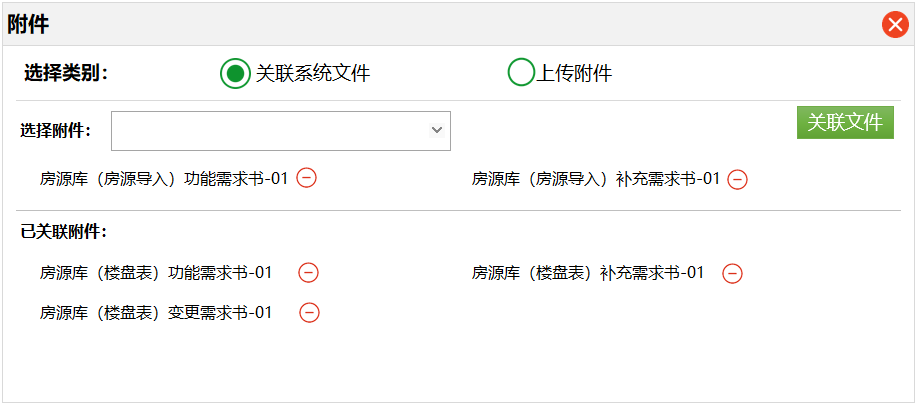 附件
选择类别： 关联系统文件 上传附件
选择附件： 关联文件
房源库（房源导入）功能需求书-01 房源库（房源导入）补充需求书-01
已关联附件：
房源库（楼盘表）功能需求书-01 房源库（楼盘表）补充需求书-01
房源库（楼盘表）变更需求书-01